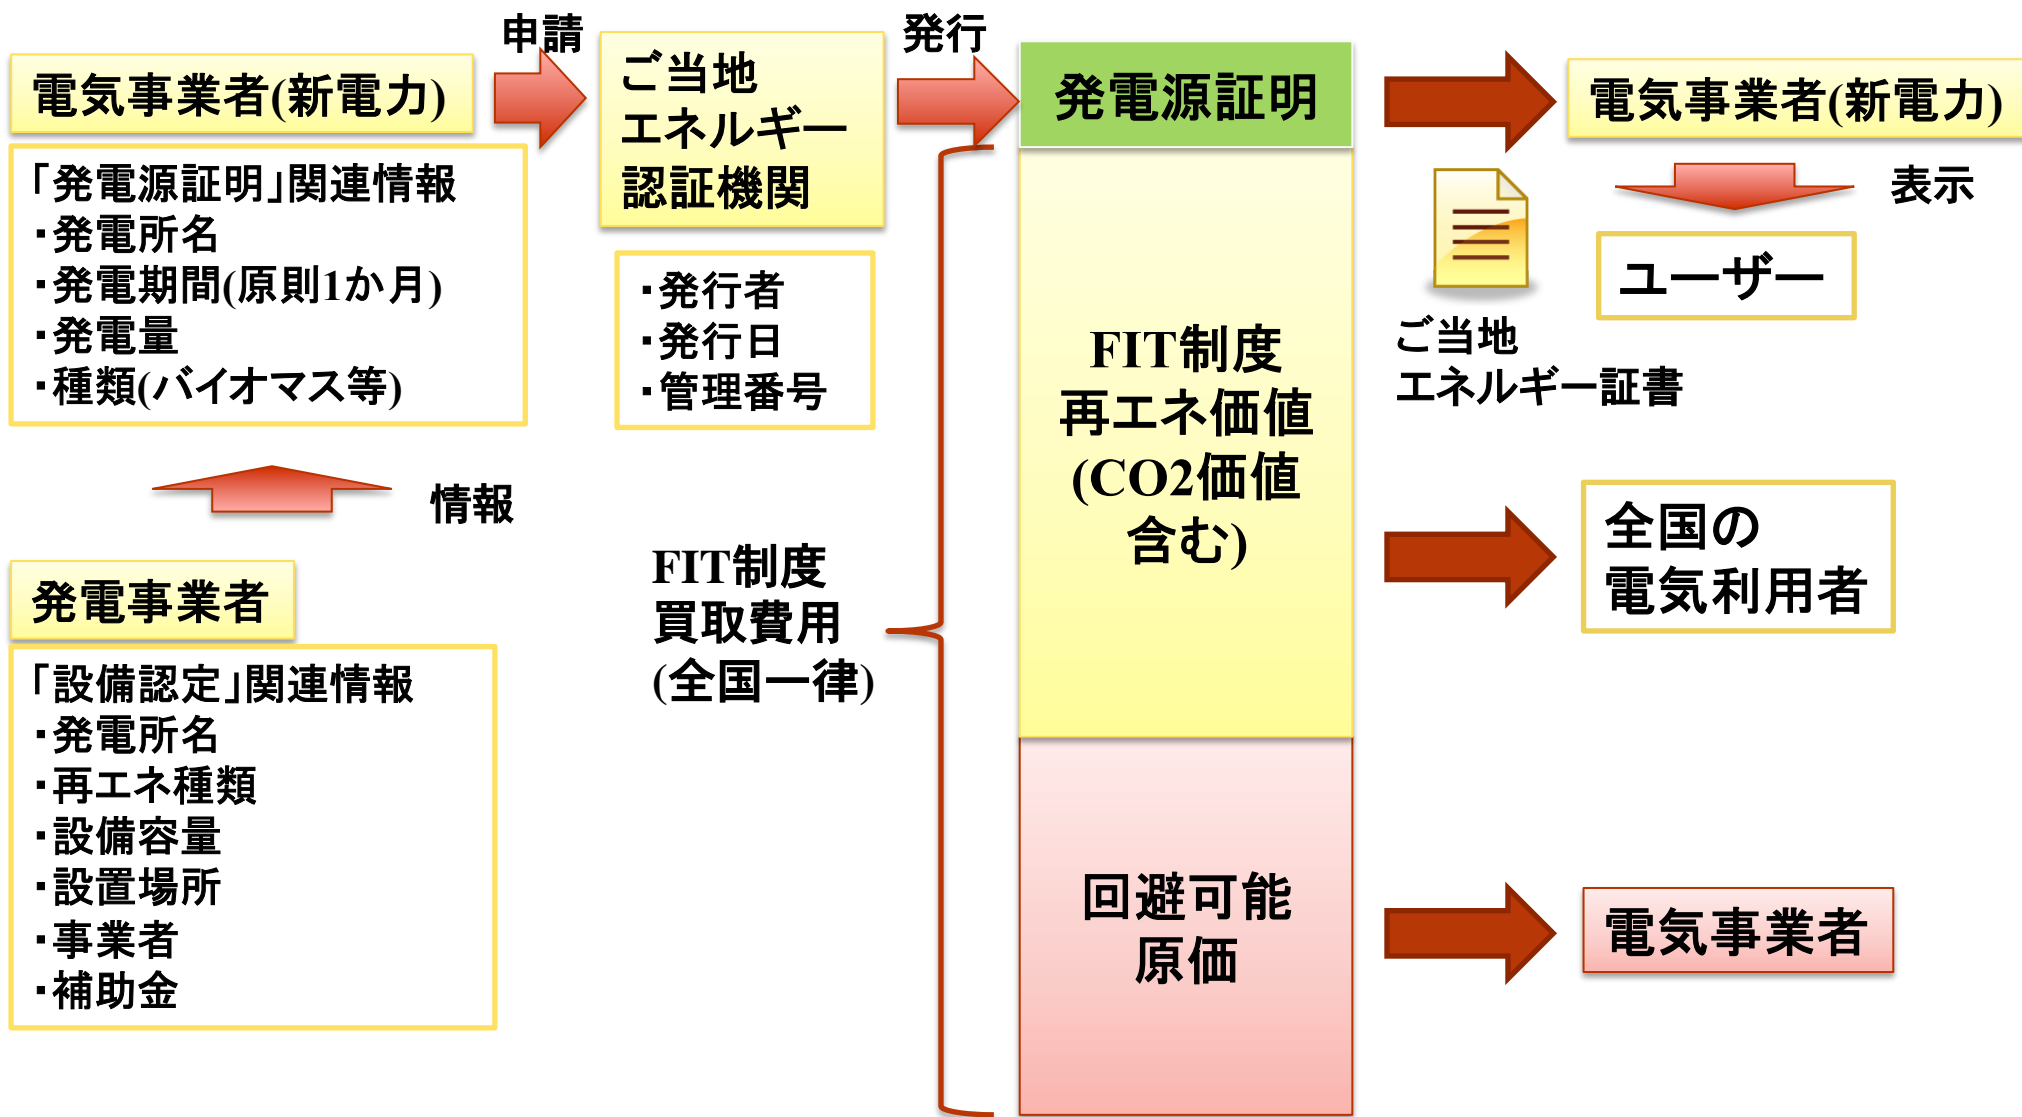 申請
発行
電気事業者(新電力)
「発電源証明」関連情報
・発電所名
・発電期間(原則1か月)
・発電量
・種類(バイオマス等)
情報
発電事業者
「設備認定」関連情報
・発電所名
・再エネ種類
・設備容量
・設置場所
・事業者
・補助金
ご当地
エネルギー
認証機関
・発行者
・発行日
・管理番号
FIT制度
買取費用
(全国一律)
発電源証明
FIT制度
再エネ価値
(CO2価値
含む)
回避可能
原価
電気事業者(新電力)
表示
ユーザー
ご当地
エネルギー証書
全国の
電気利用者
電気事業者